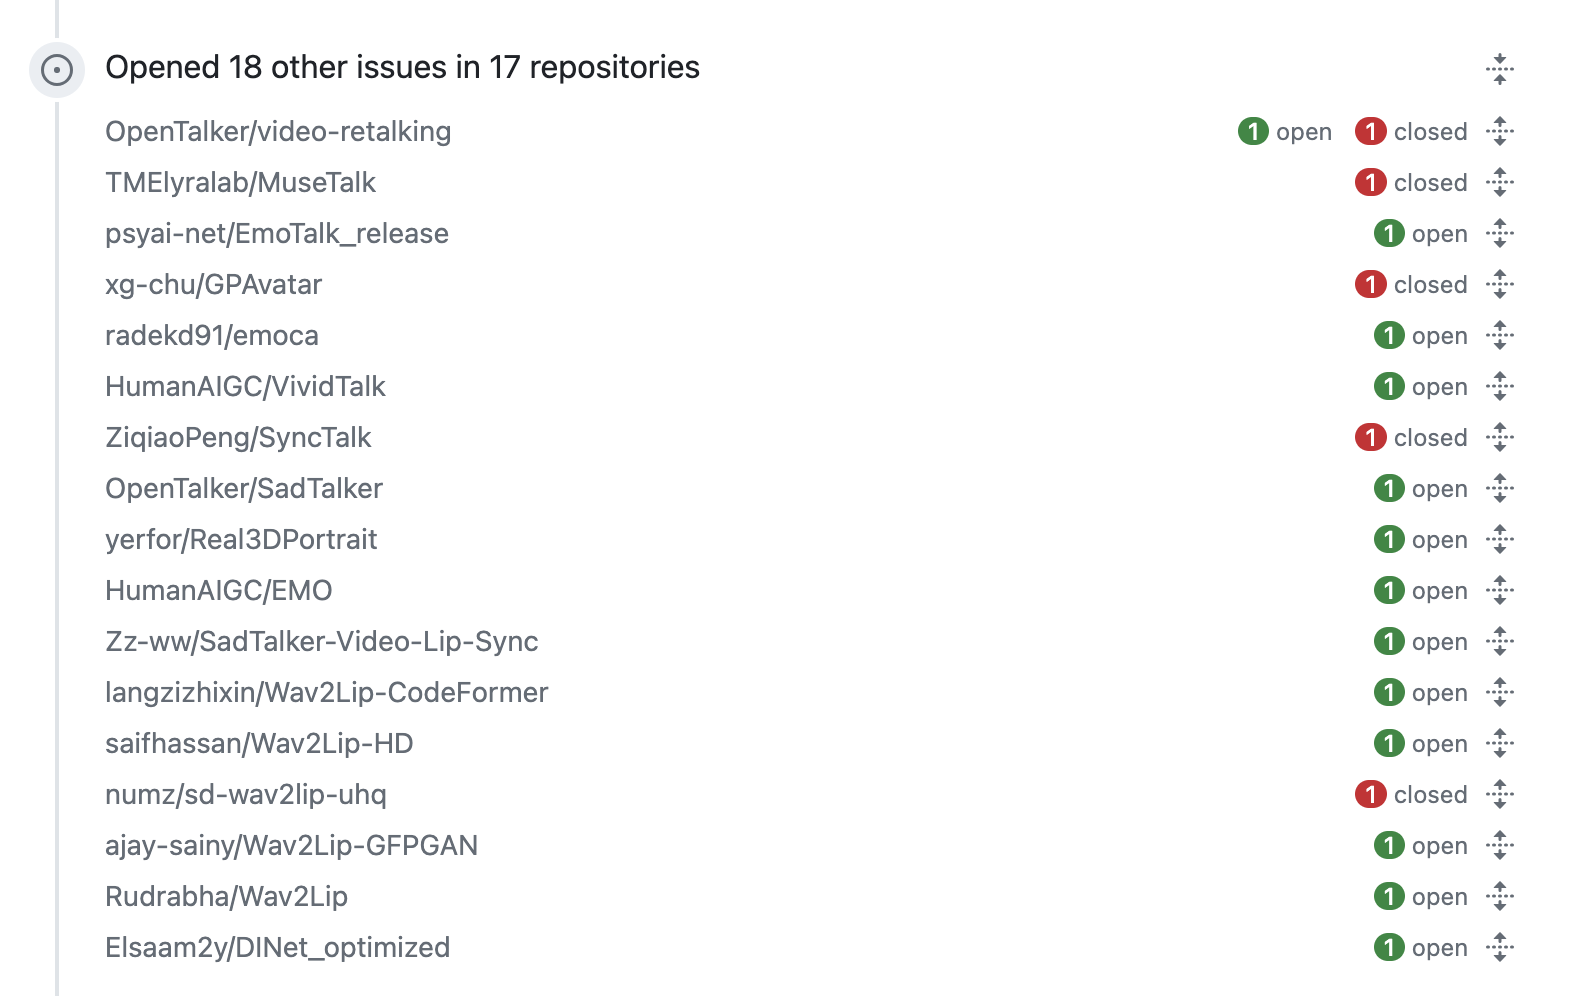 Opened 18 other issues in 17 repositories
OpenTalker/video-retalking 1 open 1 closed
TMElyralab/MuseTalk 1 closed
psyai-net/EmoTalk_release 1 open
xg-chu/GPAvatar 1 closed
radekd91/emoca 1 open
HumanAIGC/VividTalk 1 open
ZiqiaoPeng/SyncTalk 1 closed
OpenTalker/SadTalker 1 open
yerfor/Real3DPortrait 1 open
HumanAIGC/EMO 1 open
Zz-ww/SadTalker-Video-Lip-Sync 1 open
langzizhixin/Wav2Lip-CodeFormer 1 open
saifhassan/Wav2Lip-HD 1 open
numz/sd-wav2lip-uhq 1 closed
ajay-sainy/Wav2Lip-GFPGAN 1 open
Rudrabha/Wav2Lip 1 open
Elsaam2y/DINet_optimized 1 open